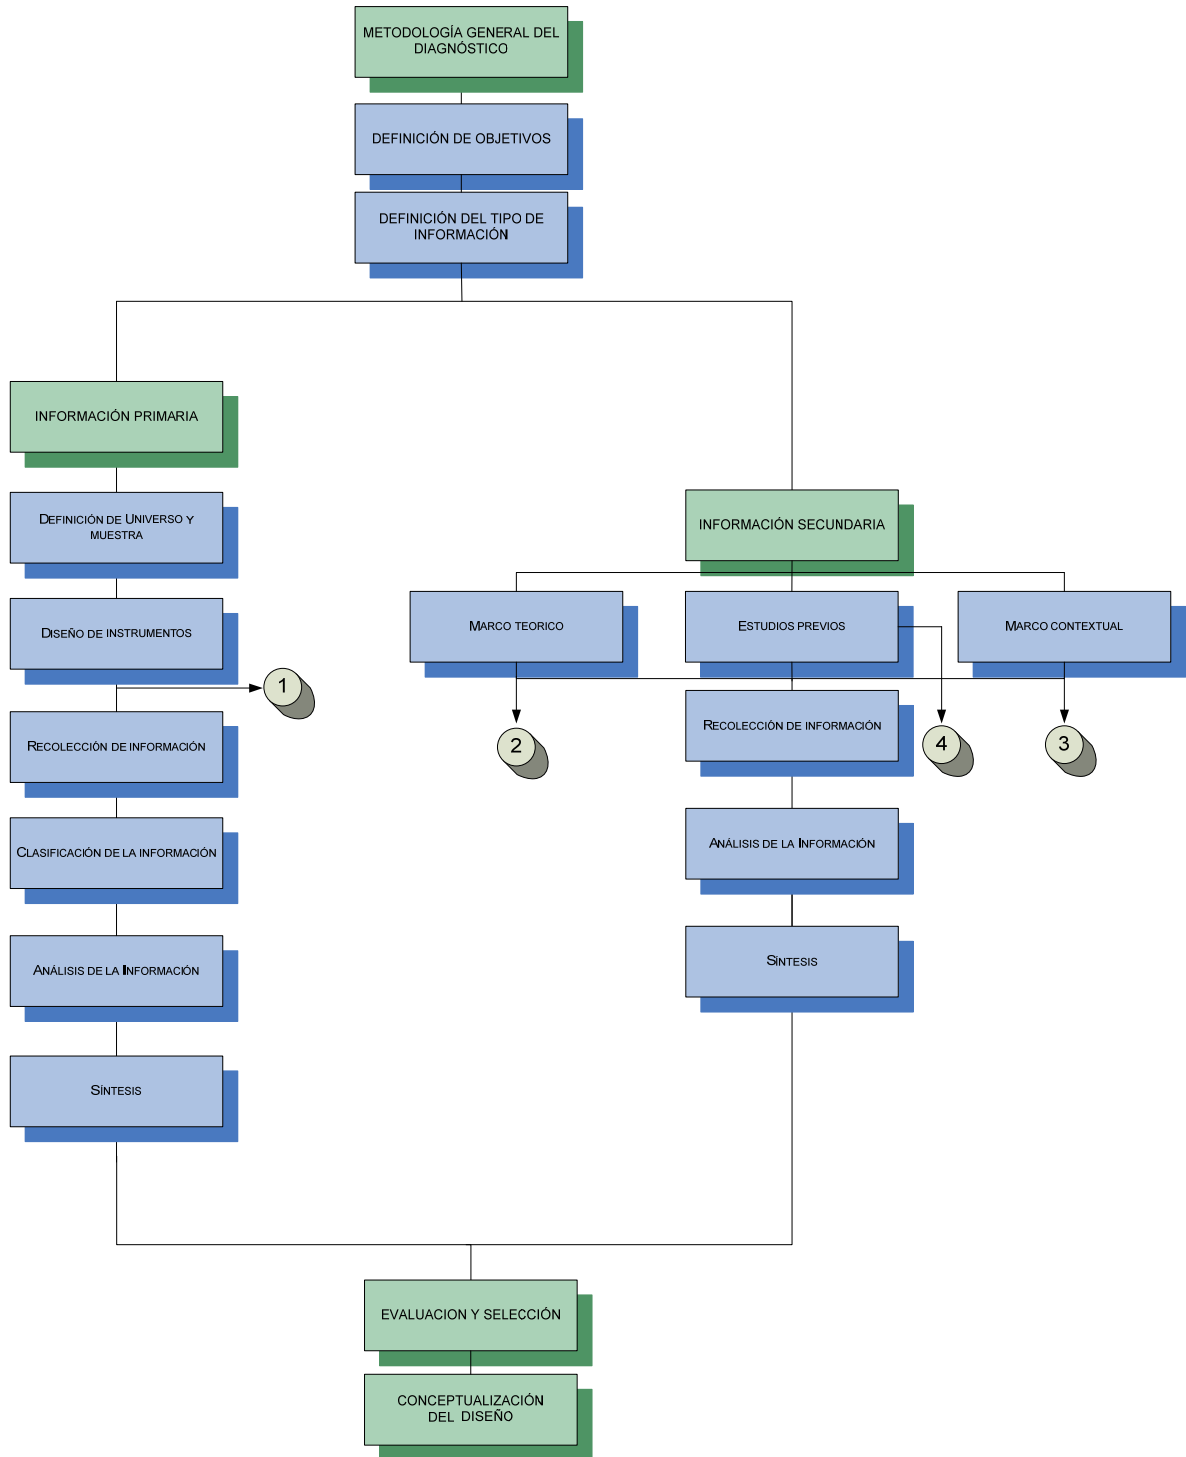 METODOLOGÍA GENERAL DEL
DIAGNÓSTICO
DEFINICIÓN DE OBJETIVOS
DEFINICIÓN DEL TIPO DE
INFORMACIÓN
INFORMACIÓN PRIMARIA
DEFINICIÓN DE UNIVERSO Y
MUESTRA
DISEÑO DE INSTRUMENTOS
1
RECOLECCIÓN DE INFORMACIÓN
CLASIFICACIÓN DE LA INFORMACIÓN
ANÁLISIS DE LA INFORMACIÓN
SÍNTESIS
INFORMACIÓN SECUNDARIA
MARCO TEORICO
ESTUDIOS PREVIOS
MARCO CONTEXTUAL
2
RECOLECCIÓN DE INFORMACIÓN
4
3
ANÁLISIS DE LA INFORMACIÓN
SÍNTESIS
EVALUACION Y SELECCIÓN
CONCEPTUALIZACIÓN
DEL DISEÑO